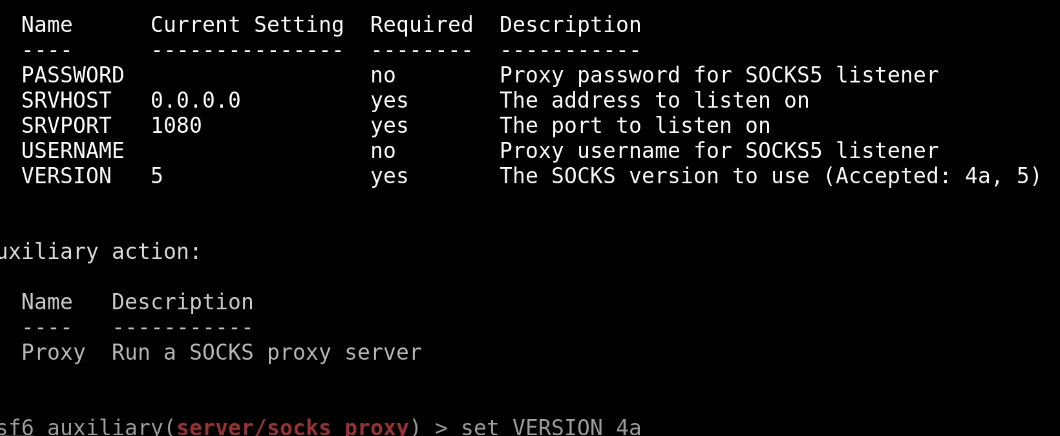 Name      Current Setting  Required  Description
----      ---------------  --------  -----------
PASSWORD                   no        Proxy password for SOCKS5 listener
SRVHOST   0.0.0.0          yes       The address to listen on
SRVPORT   1080             yes       The port to listen on
USERNAME                   no        Proxy username for SOCKS5 listener
VERSION   5                yes       The SOCKS version to use (Accepted: 4a, 5)
uxiliary action:
Name   Description
----   -----------
Proxy  Run a SOCKS proxy server
sf6 auxiliary(server/socks_proxy) > set VERSION 4a